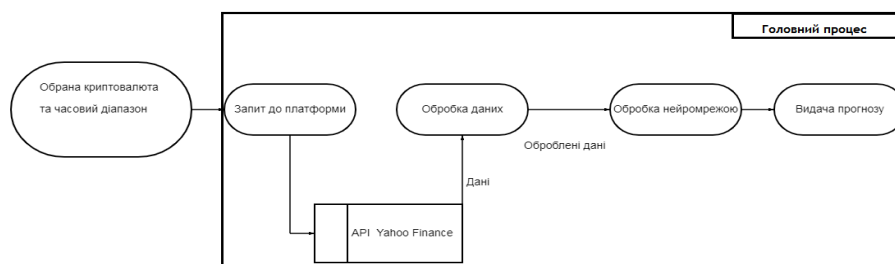 Головний процес
Обрана криптовалюта
та часовий діапазон
Запит до платформи
Обробка даних
Обробка нейромрежою
Видача прогнозу
Оброблені дані
Дані
API Yahoo Finance